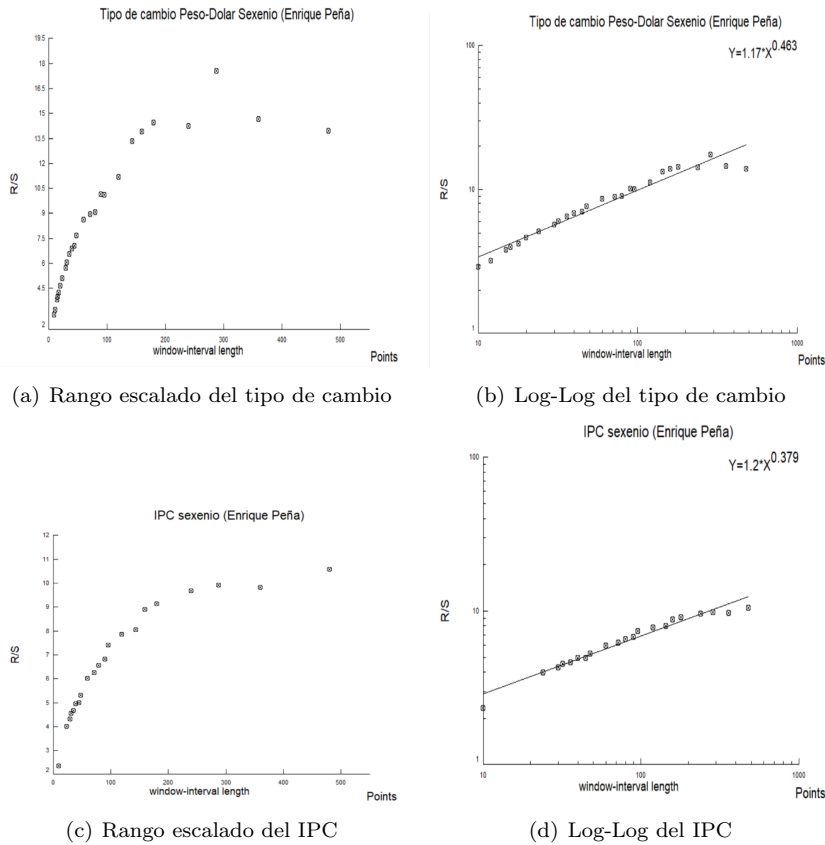 Tipo de cambio Peso-Dolar Sexenio (Enrique Peña)
19.5
18
16.5
15
13.5
12
10.5
9
7.5
6
4.5
2
R/S
0
100
200
300
400
500
window-interval length
Points
(a) Rango escalado del tipo de cambio
Tipo de cambio Peso-Dolar Sexenio (Enrique Peña)
Y=1.17*X^0.463
100
10
1
R/S
10
100
1000
window-interval length
Points
(b) Log-Log del tipo de cambio
IPC sexenio (Enrique Peña)
12
11
10
9
8
7
6
5
4
3
2
R/S
0
100
200
300
400
500
window-interval length
Points
(c) Rango escalado del IPC
IPC sexenio (Enrique Peña)
Y=1.2*X^0.379
100
10
1
R/S
10
100
1000
window-interval length
Points
(d) Log-Log del IPC